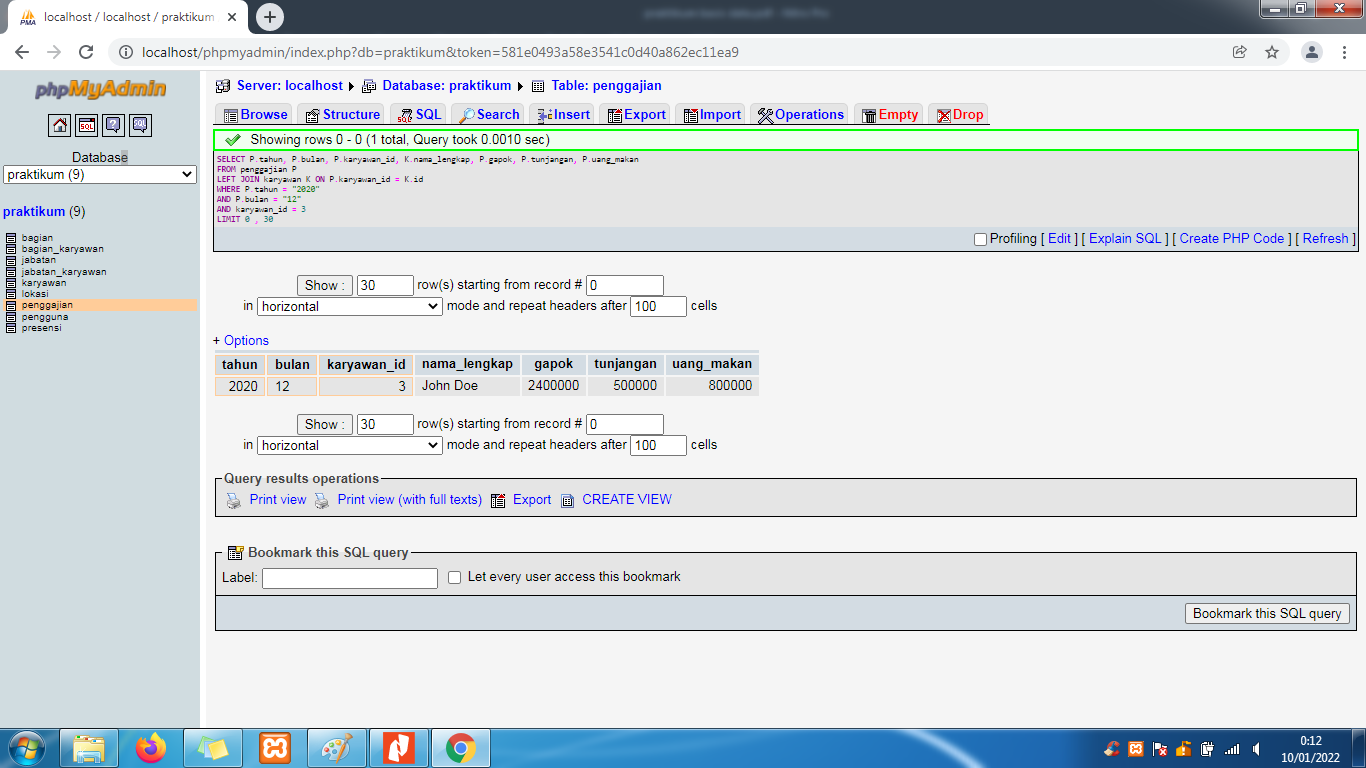 localhost / localhost / praktikum
localhost/phpmyadmin/index.php?db=praktikum&token=581e0493a58e3541c0d40a862ec11ea9
phpMyAdmin
Database
praktikum (9)
praktikum (9)
bagian
bagian_karyawan
jabatan
jabatan_karyawan
karyawan
lokasi
penggajian
pengguna
presensi
Server: localhost Database: praktikum Table: penggajian
Browse Structure SQL Search Insert Export Import Operations Empty Drop
Showing rows 0 - 0 (1 total, Query took 0.0010 sec)
SELECT P.tahun, P.bulan, P.karyawan_id, K.nama_lengkap, P.gapok, P.tunjangan, P.uang_makan
FROM penggajian P
LEFT JOIN karyawan K ON P.karyawan_id = K.id
WHERE P.tahun = "2020"
AND P.bulan = "12"
AND karyawan_id = 3
LIMIT 0 , 30
Profiling [ Edit ] [ Explain SQL ] [ Create PHP Code ] [ Refresh ]
Show : 30 row(s) starting from record # 0
in horizontal mode and repeat headers after 100 cells
+ Options
tahun bulan karyawan_id nama_lengkap gapok tunjangan uang_makan
2020 12 3 John Doe 2400000 500000 800000
Show : 30 row(s) starting from record # 0
in horizontal mode and repeat headers after 100 cells
Query results operations
Print view Print view (with full texts) Export CREATE VIEW
Bookmark this SQL query
Label: Let every user access this bookmark
Bookmark this SQL query
0:12
10/01/2022